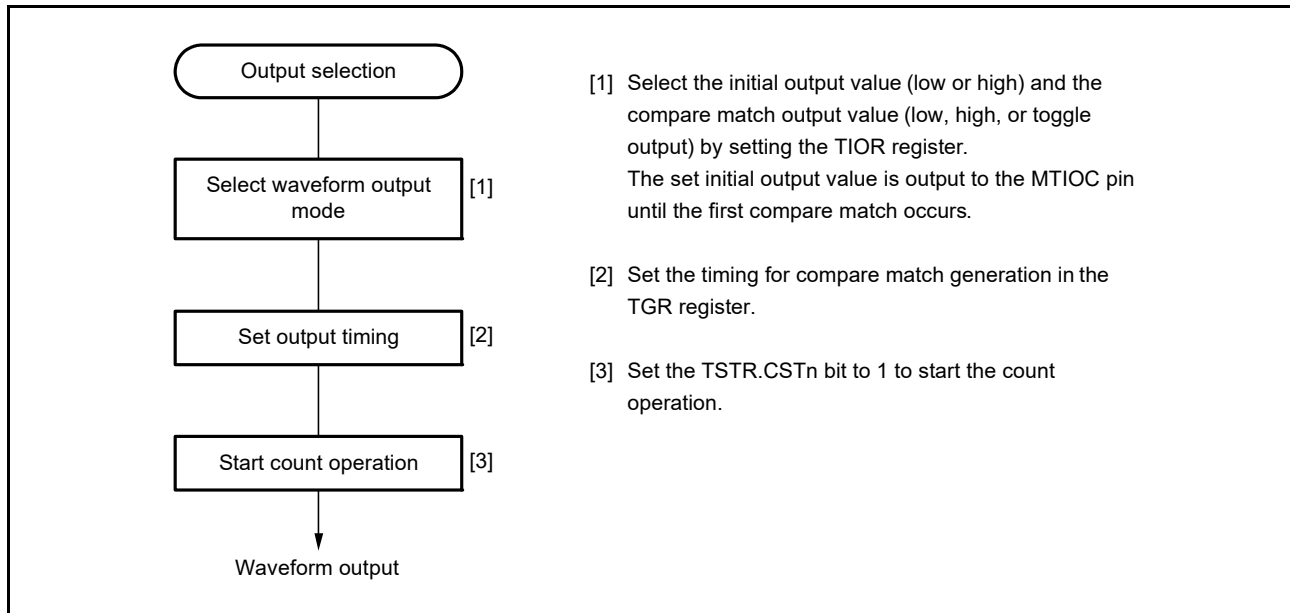 Output selection
Select waveform output
mode
[1]
Set output timing
[2]
Start count operation
[3]
Waveform output
[1] Select the initial output value (low or high) and the
compare match output value (low, high, or toggle
output) by setting the TIOR register.
The set initial output value is output to the MTIOC pin
until the first compare match occurs.
[2] Set the timing for compare match generation in the
TGR register.
[3] Set the TSTR.CSTn bit to 1 to start the count
operation.